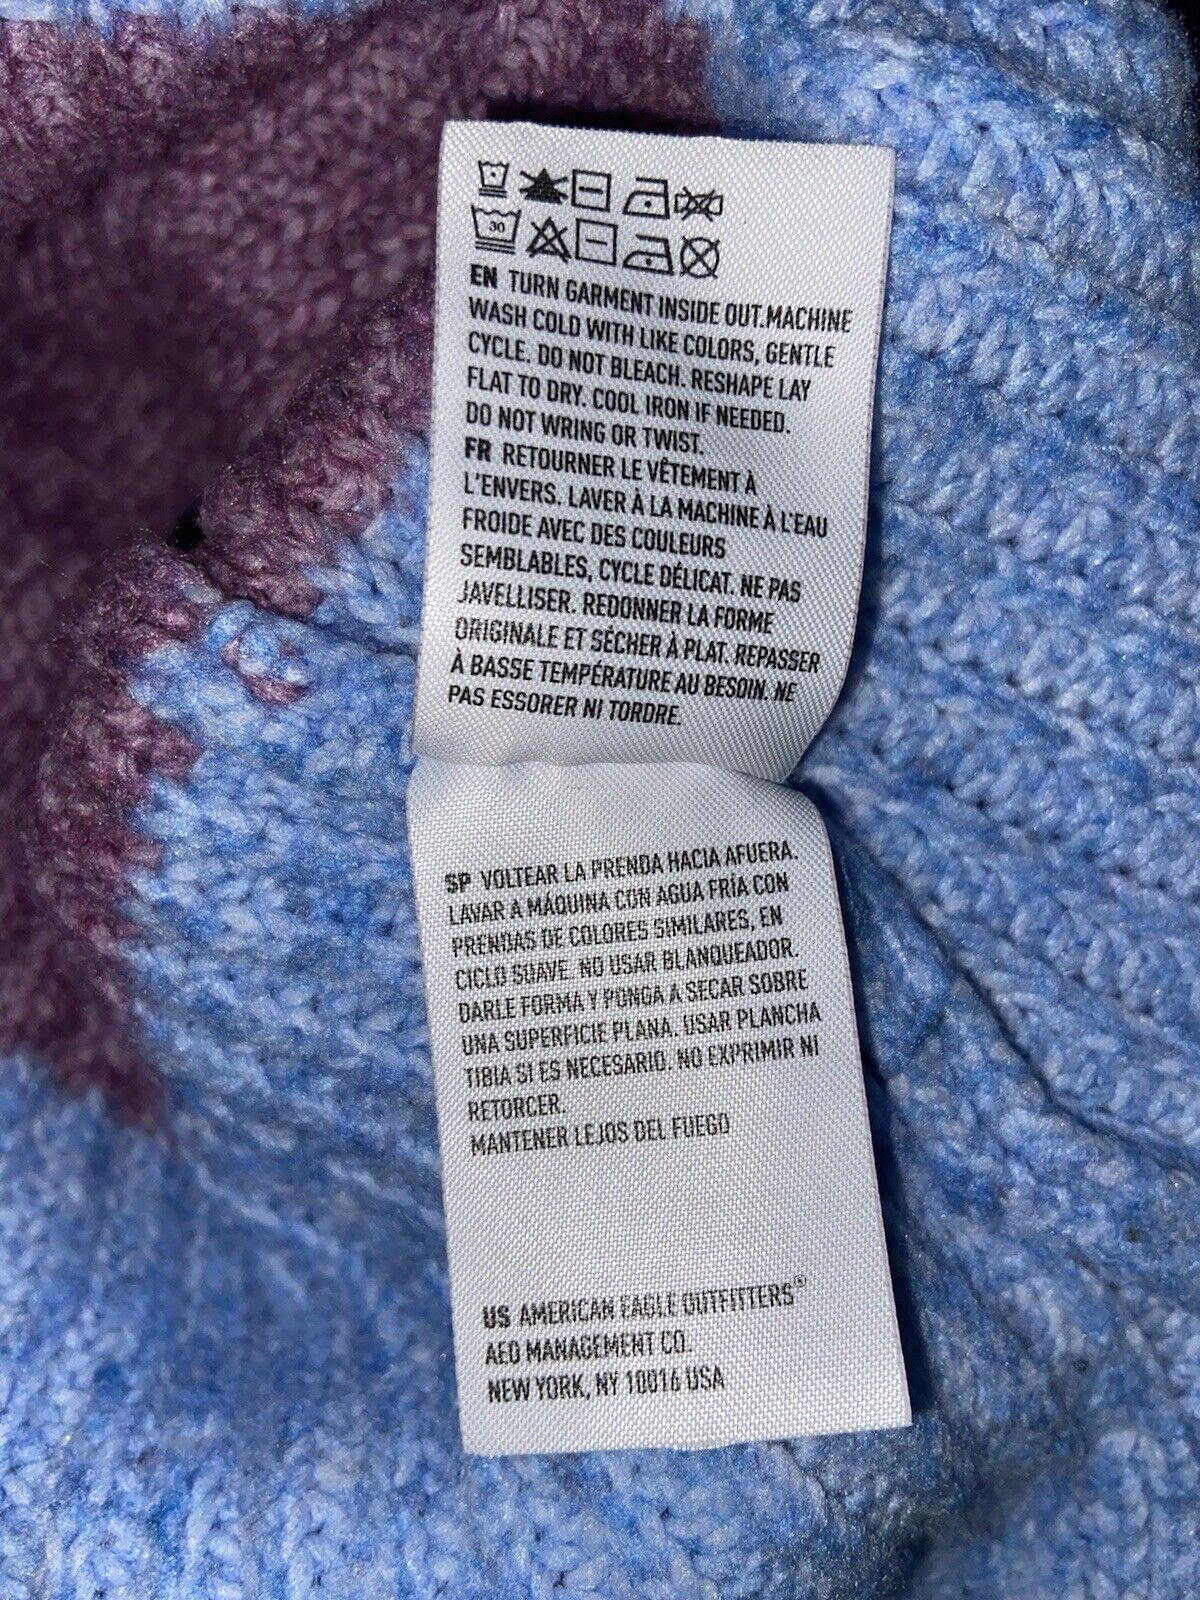 30
EN TURN GARMENT INSIDE OUT.MACHINE
WASH COLD WITH LIKE COLORS, GENTLE
CYCLE. DO NOT BLEACH. RESHAPE LAY
FLAT TO DRY. COOL IRON IF NEEDED.
DO NOT WRING OR TWIST.
FR RETOURNER LE VÊTEMENT À
L'ENVERS. LAVER À LA MACHINE À L'EAU
FROIDE AVEC DES COULEURS
SEMBLABLES, CYCLE DÉLICAT. NE PAS
JAVELLISER. REDONNER LA FORME
ORIGINALE ET SÉCHER À PLAT. REPASSER
À BASSE TEMPÉRATURE AU BESOIN. NE
PAS ESSORER NI TORDRE.
SP VOLTEAR LA PRENDA HACIA AFUERA.
LAVAR A MÁQUINA CON AGUA FRÍA CON
PRENDAS DE COLORES SIMILARES, EN
CICLO SUAVE. NO USAR BLANQUEADOR.
DARLE FORMA Y PONGA A SECAR SOBRE
UNA SUPERFICIE PLANA. USAR PLANCHA
TIBIA SI ES NECESARIO. NO EXPRIMIR NI
RETORCER.
MANTENER LEJOS DEL FUEGO
US AMERICAN EAGLE OUTFITTERS®
AEO MANAGEMENT CO.
NEW YORK, NY 10016 USA